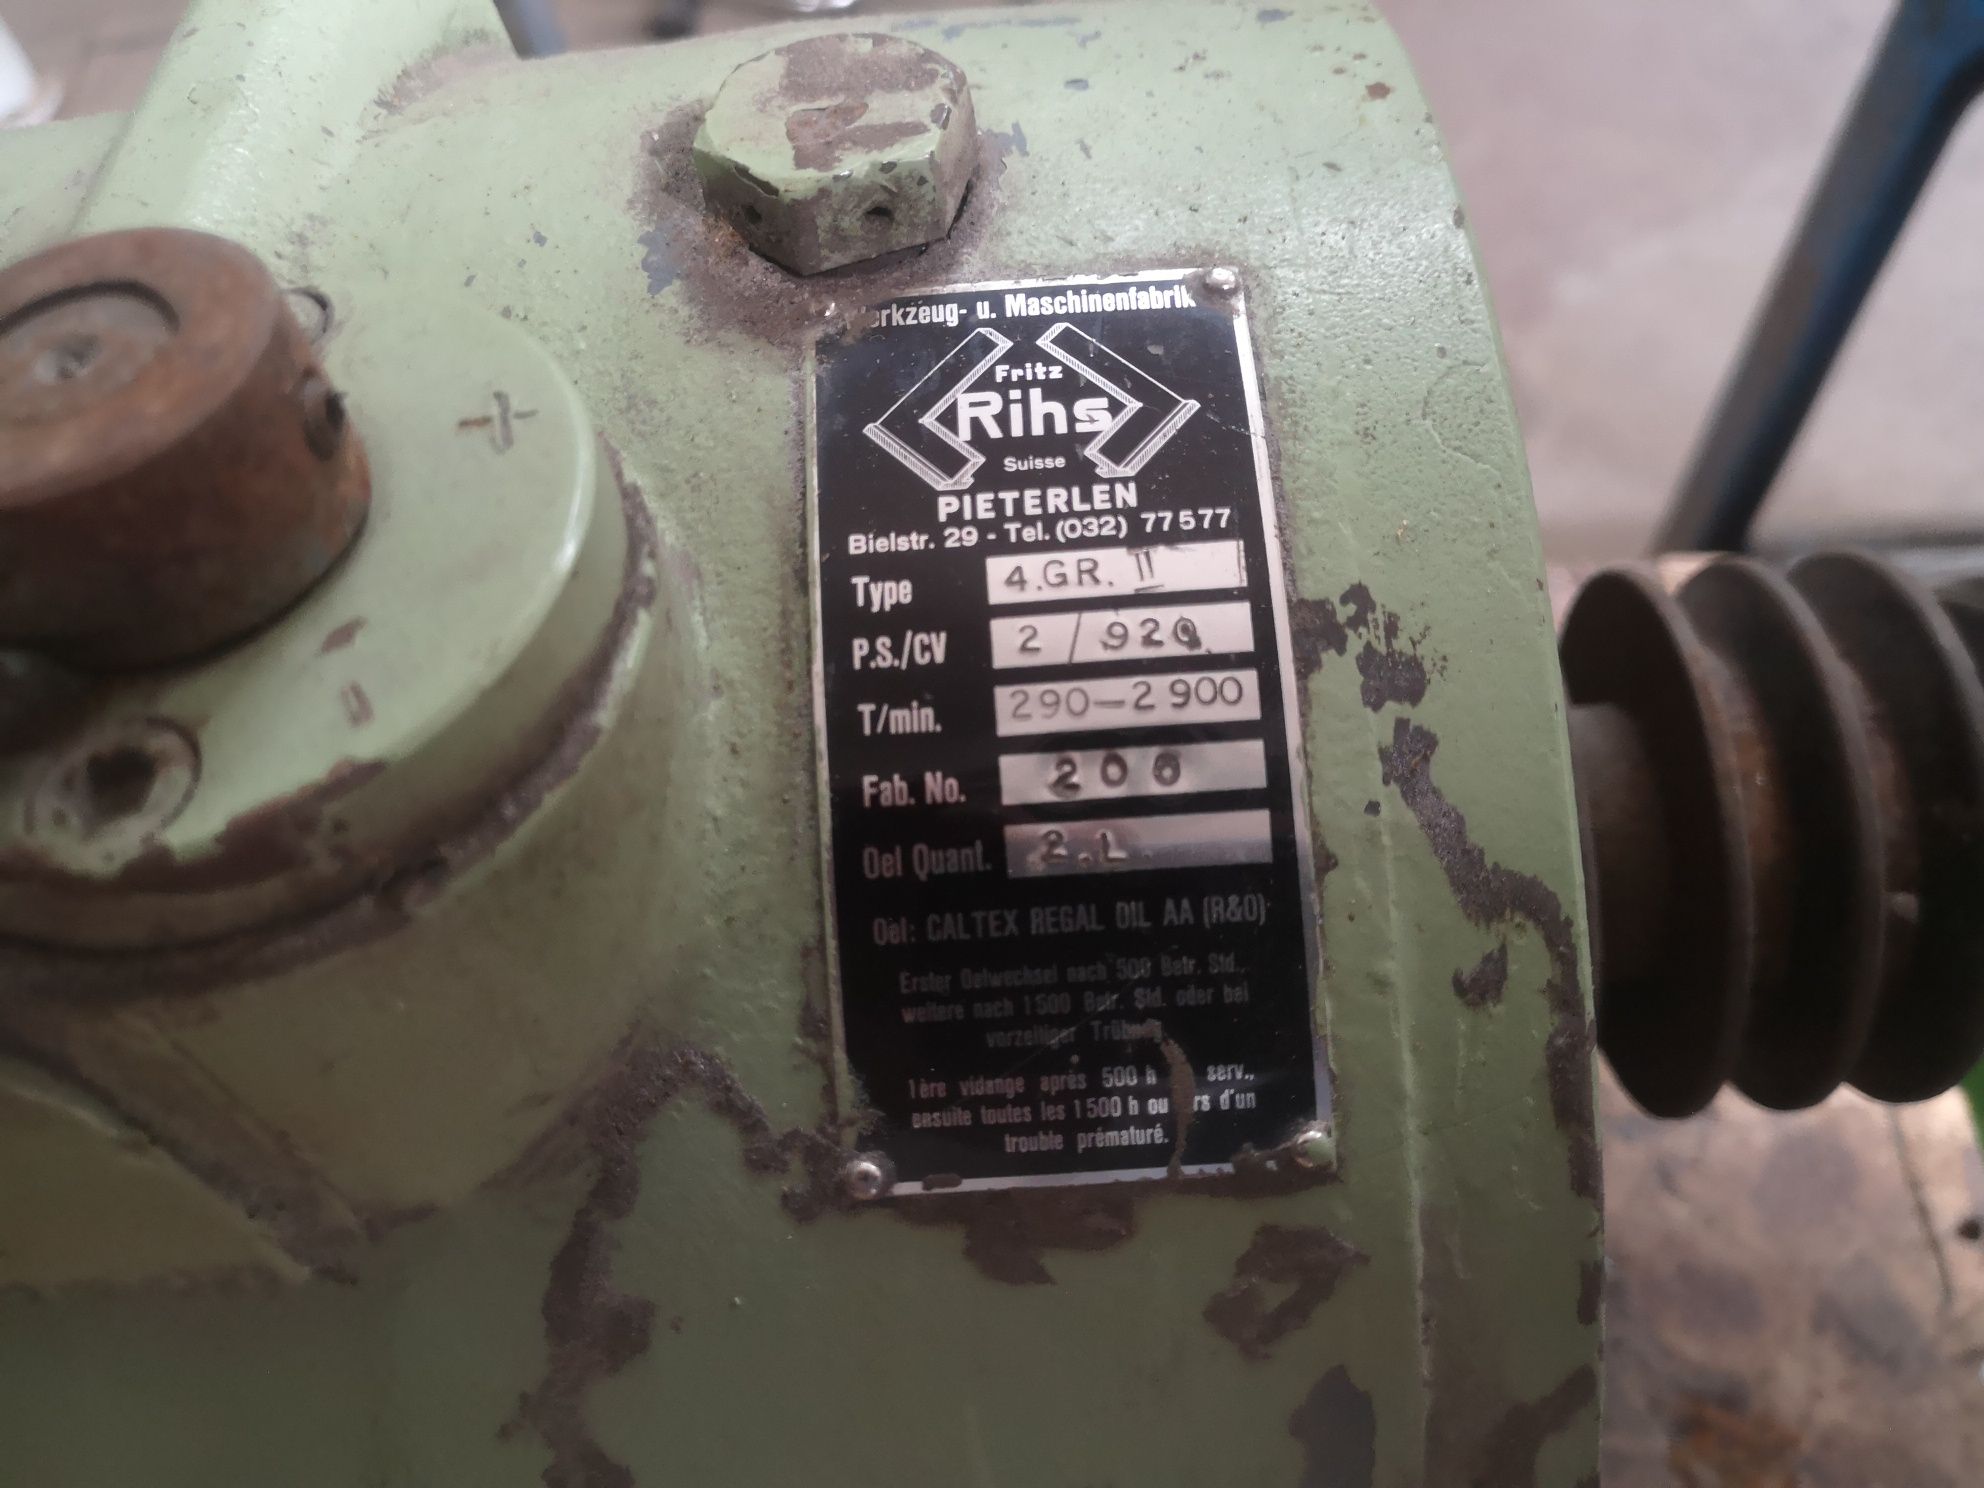 erkzeug- u. Maschinenfabrik
Fritz
Rihs
Suisse
PIETERLEN
Bielstr. 29 - Tel. (032) 77577
Type 4.GR. II
P.S./CV 2 / 920
T/min. 290-2900
Fab. No. 206
Oel Quant. 2.L
Oel: CALTEX REGAL OIL AA (R&O)
Erster Oelwechsel nach 500 Betr. Std.,
weitere nach 1500 Betr. Std. oder bei
vorzeitiger Trübung
1ère vidange après 500 h serv.,
ensuite toutes les 1500 h ou rs d'un
trouble prématuré.
+